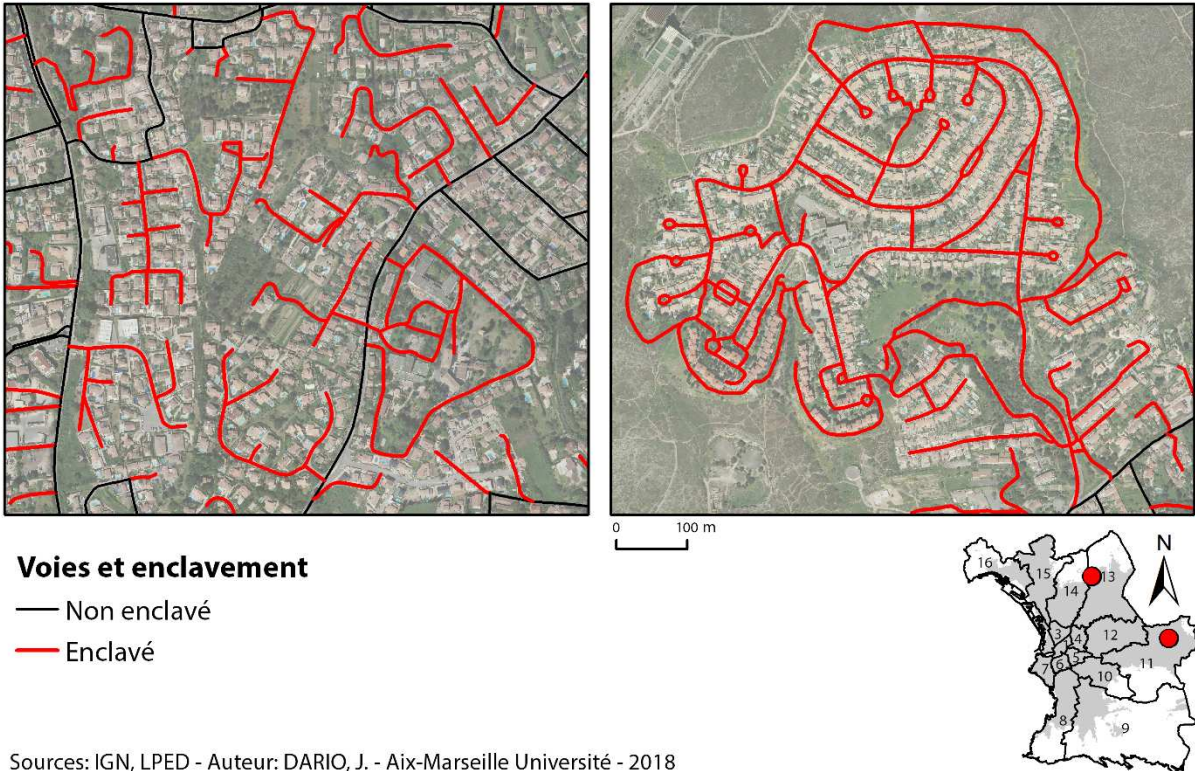 0 100 m
Voies et enclavement
Non enclavé
Enclavé
N
16
15
14
13
3
4
1
12
2
5
7
6
11
10
8
9
Sources: IGN, LPED - Auteur: DARIO, J. - Aix-Marseille Université - 2018